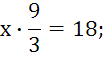 x · 9/3 = 18;